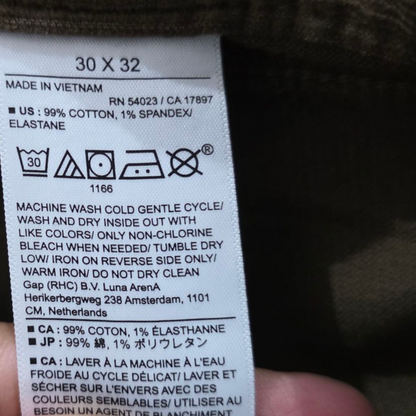 30 X 32
MADE IN VIETNAM
RN 54023 / CA 17897
■ US : 99% COTTON, 1% SPANDEX/
ELASTANE
30
®
1166
MACHINE WASH COLD GENTLE CYCLE/
WASH AND DRY INSIDE OUT WITH
LIKE COLORS/ ONLY NON-CHLORINE
BLEACH WHEN NEEDED/ TUMBLE DRY
LOW/ IRON ON REVERSE SIDE ONLY/
WARM IRON/ DO NOT DRY CLEAN
Gap (RHC) B.V. Luna ArenA
Herikerbergweg 238 Amsterdam, 1101
CM, Netherlands
■ CA : 99% COTON, 1% ÉLASTHANNE
■ JP : 99% 綿, 1% ポリウレタン
■ CA : LAVER À LA MACHINE À L'EAU
FROIDE AU CYCLE DÉLICAT/ LAVER ET
SÉCHER SUR L'ENVERS AVEC DES
COULEURS SEMBLABLES/ UTILISER AU
BESOIN UN AGENT DE BLANCHIMENT